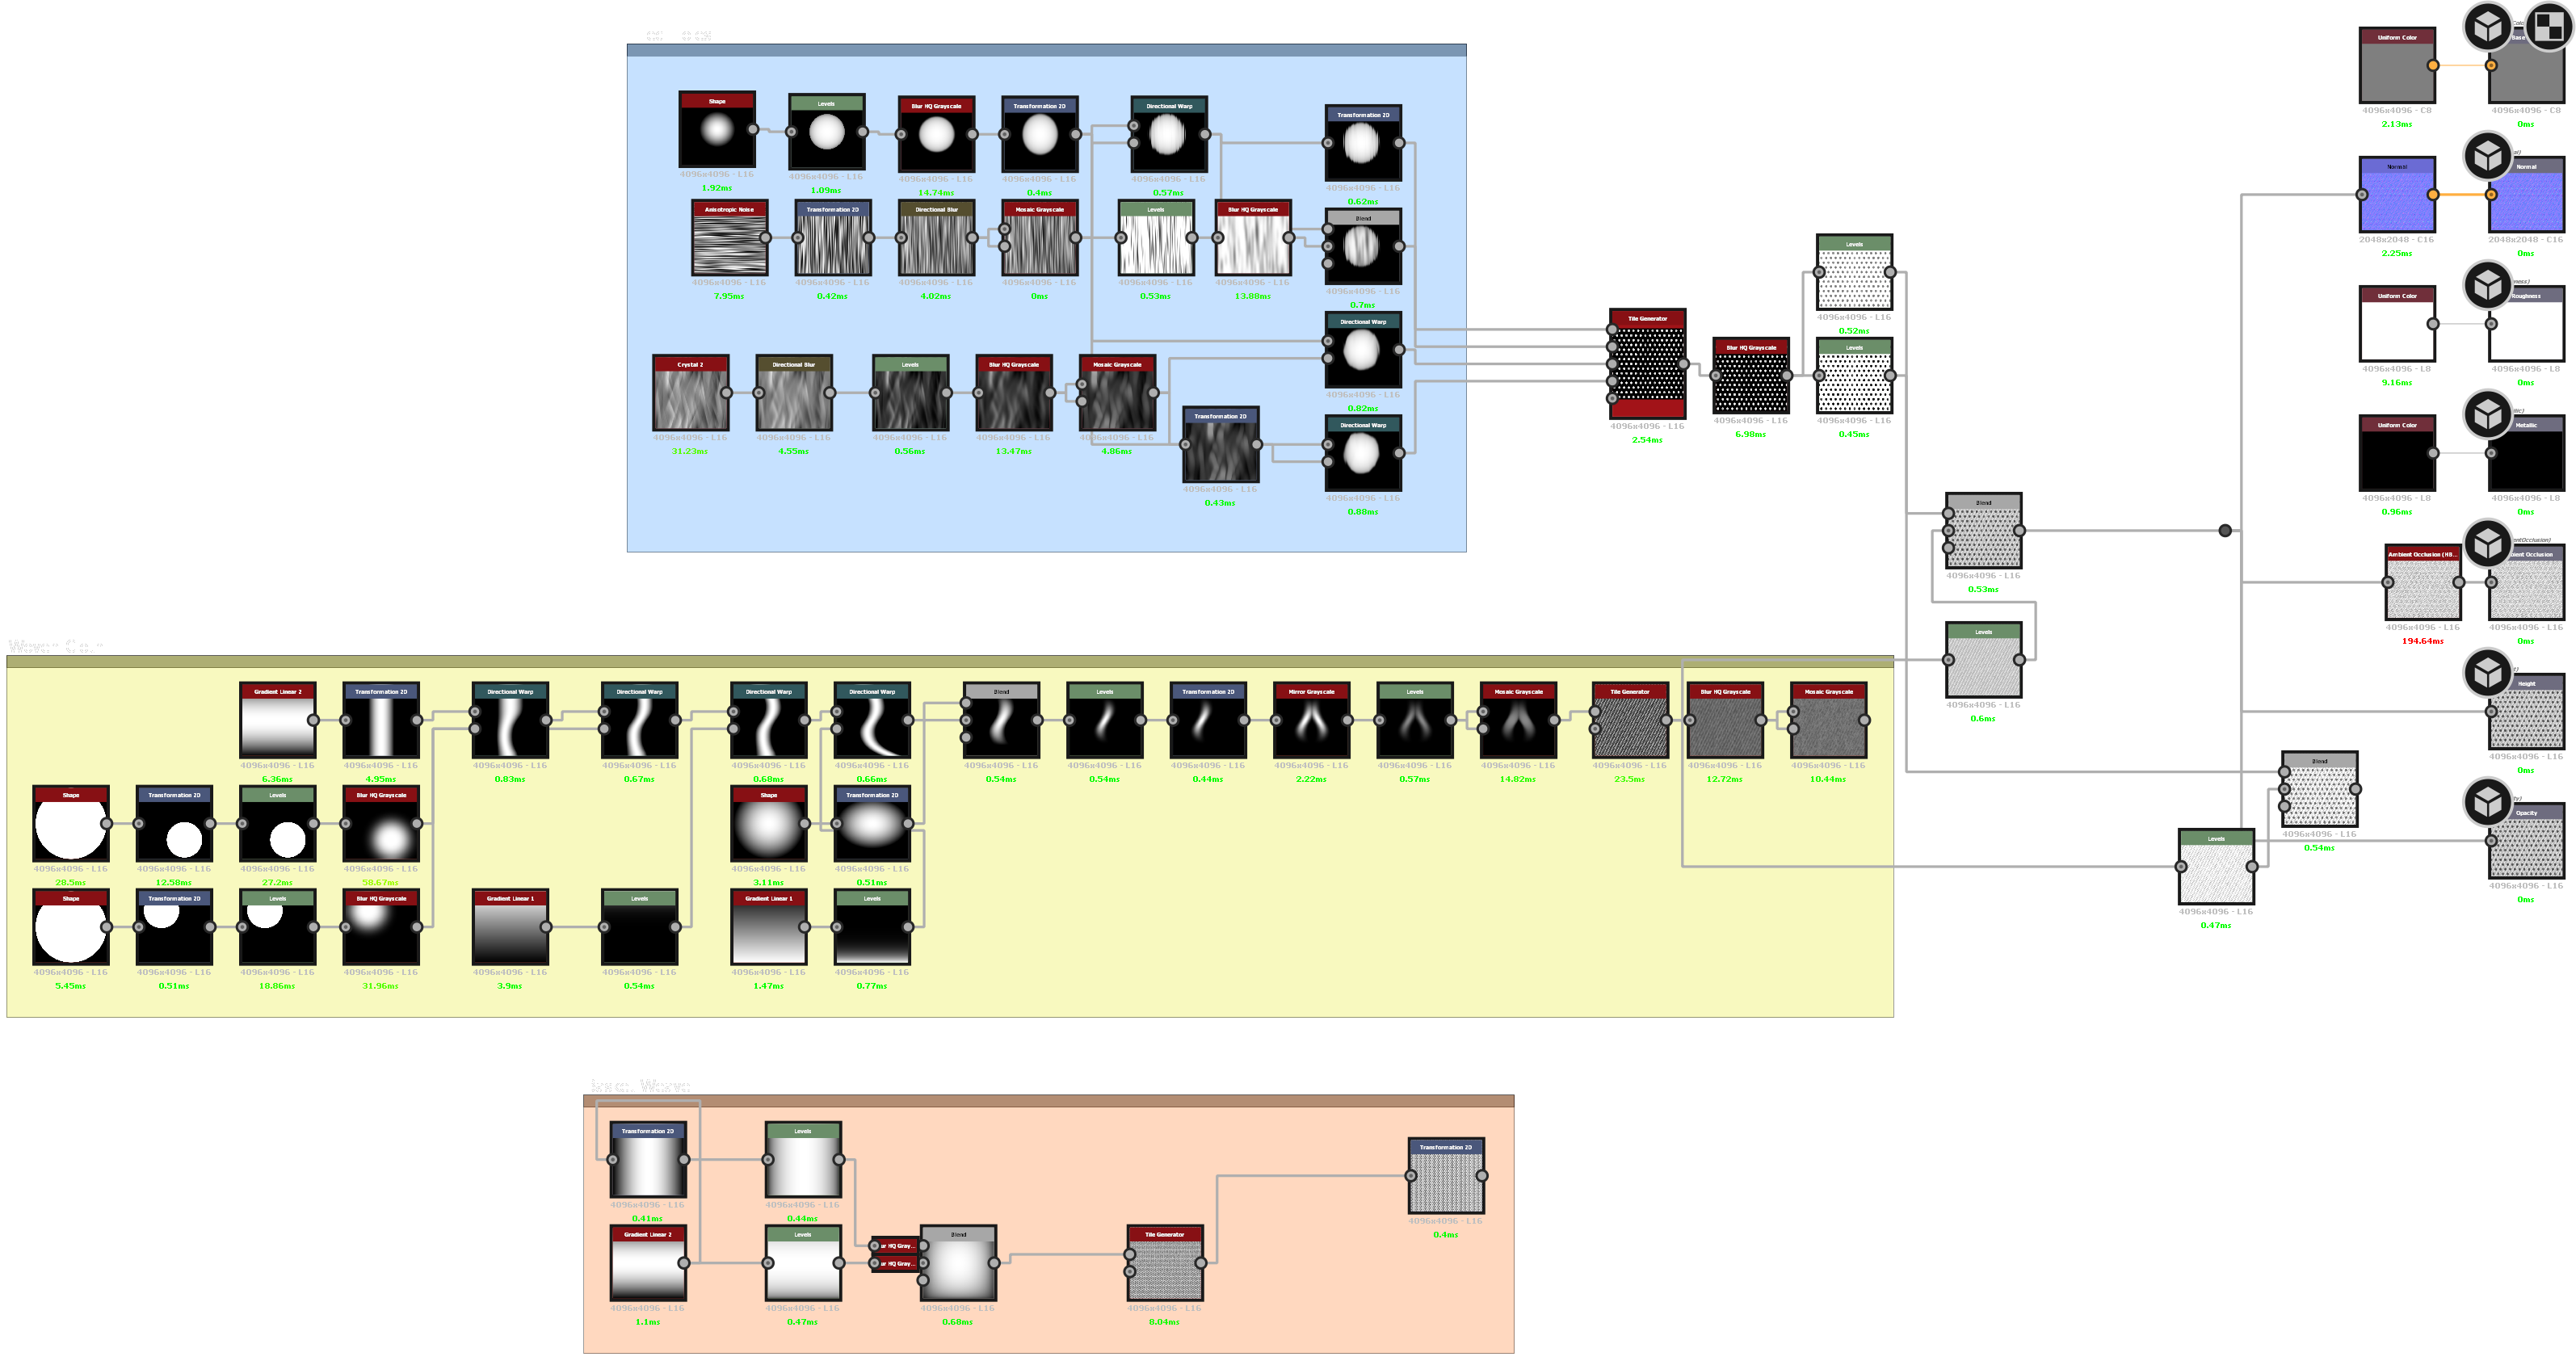 Shape
4096x4096 - L16
1.92ms
Levels
4096x4096 - L16
1.09ms
Blur HQ Grayscale
4096x4096 - L16
14.74ms
Transformation 2D
4096x4096 - L16
0.4ms
Directional Warp
4096x4096 - L16
0.57ms
Transformation 2D
4096x4096 - L16
0.62ms
Anisotropic Noise
4096x4096 - L16
7.95ms
Transformation 2D
4096x4096 - L16
0.42ms
Directional Blur
4096x4096 - L16
4.02ms
Mosaic Grayscale
4096x4096 - L16
0ms
Levels
4096x4096 - L16
0.53ms
Blur HQ Grayscale
4096x4096 - L16
13.88ms
Blend
4096x4096 - L16
0.7ms
Directional Warp
4096x4096 - L16
0.82ms
Crystal 2
4096x4096 - L16
31.23ms
Directional Blur
4096x4096 - L16
4.55ms
Levels
4096x4096 - L16
0.56ms
Blur HQ Grayscale
4096x4096 - L16
13.47ms
Mosaic Grayscale
4096x4096 - L16
4.86ms
Transformation 2D
4096x4096 - L16
0.43ms
Directional Warp
4096x4096 - L16
0.88ms
Tile Generator
4096x4096 - L16
2.54ms
Blur HQ Grayscale
4096x4096 - L16
6.98ms
Levels
4096x4096 - L16
0.52ms
Levels
4096x4096 - L16
0.45ms
Blend
4096x4096 - L16
0.53ms
Levels
4096x4096 - L16
0.6ms
Uniform Color
4096x4096 - C8
2.13ms
Base
4096x4096 - C8
0ms
Normal
2048x2048 - C16
2.25ms
Normal
2048x2048 - C16
0ms
Uniform Color
4096x4096 - L8
9.16ms
Roughness
4096x4096 - L8
0ms
Uniform Color
4096x4096 - L8
0.96ms
Metallic
4096x4096 - L8
0ms
Ambient Occlusion (HB...
4096x4096 - L16
194.64ms
Occlusion
4096x4096 - L16
0ms
Height
4096x4096 - L16
0ms
Opacity
4096x4096 - L16
0ms
Blend
4096x4096 - L16
0.54ms
Levels
4096x4096 - L16
0.47ms
Gradient Linear 2
4096x4096 - L16
6.36ms
Transformation 2D
4096x4096 - L16
4.95ms
Directional Warp
4096x4096 - L16
0.83ms
Directional Warp
4096x4096 - L16
0.67ms
Directional Warp
4096x4096 - L16
0.68ms
Directional Warp
4096x4096 - L16
0.66ms
Blend
4096x4096 - L16
0.54ms
Levels
4096x4096 - L16
0.54ms
Transformation 2D
4096x4096 - L16
0.44ms
Mirror Grayscale
4096x4096 - L16
2.22ms
Levels
4096x4096 - L16
0.57ms
Mosaic Grayscale
4096x4096 - L16
14.82ms
Tile Generator
4096x4096 - L16
23.5ms
Blur HQ Grayscale
4096x4096 - L16
12.72ms
Mosaic Grayscale
4096x4096 - L16
10.44ms
Shape
4096x4096 - L16
28.5ms
Transformation 2D
4096x4096 - L16
12.58ms
Levels
4096x4096 - L16
27.2ms
Blur HQ Grayscale
4096x4096 - L16
58.67ms
Shape
4096x4096 - L16
3.11ms
Transformation 2D
4096x4096 - L16
0.51ms
Shape
4096x4096 - L16
5.45ms
Transformation 2D
4096x4096 - L16
0.51ms
Levels
4096x4096 - L16
18.86ms
Blur HQ Grayscale
4096x4096 - L16
31.96ms
Gradient Linear 1
4096x4096 - L16
3.9ms
Levels
4096x4096 - L16
0.54ms
Gradient Linear 1
4096x4096 - L16
1.47ms
Levels
4096x4096 - L16
0.77ms
Transformation 2D
4096x4096 - L16
0.41ms
Levels
4096x4096 - L16
0.44ms
Gradient Linear 2
4096x4096 - L16
1.1ms
Levels
4096x4096 - L16
0.47ms
ur HQ Gray...
ur HQ Gray...
Blend
4096x4096 - L16
0.68ms
Tile Generator
4096x4096 - L16
8.04ms
Transformation 2D
4096x4096 - L16
0.4ms